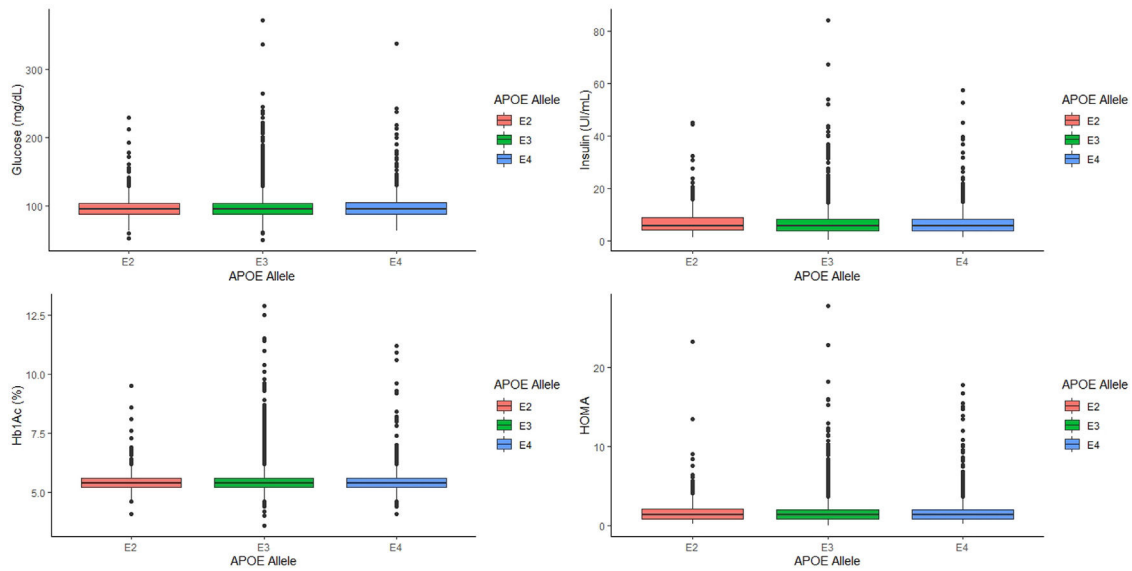 Glucose (mg/dL)
300
200
100
E2
E3
E4
APOE Allele
APOE Allele
E2
E3
E4
Insulin (UI/mL)
80
60
40
20
0
E2
E3
E4
APOE Allele
APOE Allele
E2
E3
E4
Hb1Ac (%)
12.5
10.0
7.5
5.0
E2
E3
E4
APOE Allele
APOE Allele
E2
E3
E4
HOMA
20
10
0
E2
E3
E4
APOE Allele
APOE Allele
E2
E3
E4